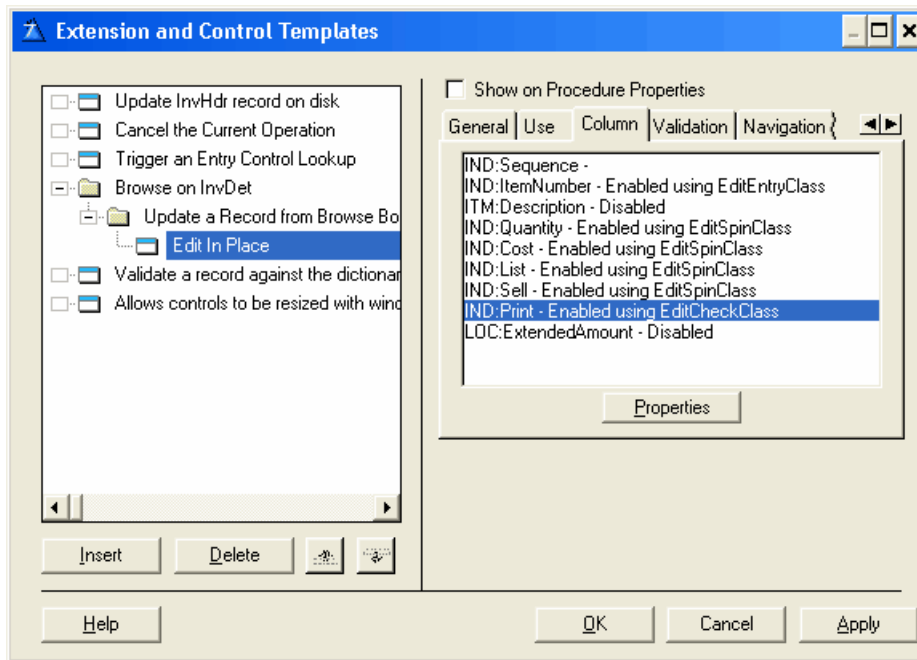 Extension and Control Templates
Update InvHdr record on disk
Cancel the Current Operation
Trigger an Entry Control Lookup
Browse on InvDet
Update a Record from Browse Bo
Edit In Place
Validate a record against the dictionar
Allows controls to be resized with wind
Insert
Delete
Show on Procedure Properties
General
Use
Column
Validation
Navigation
IND:Sequence -
IND:ItemNumber - Enabled using EditEntryClass
ITM:Description - Disabled
IND:Quantity - Enabled using EditSpinClass
IND:Cost - Enabled using EditSpinClass
IND:List - Enabled using EditSpinClass
IND:Sell - Enabled using EditSpinClass
IND:Print - Enabled using EditCheckClass
LOC:ExtendedAmount - Disabled
Properties
Help
OK
Cancel
Apply